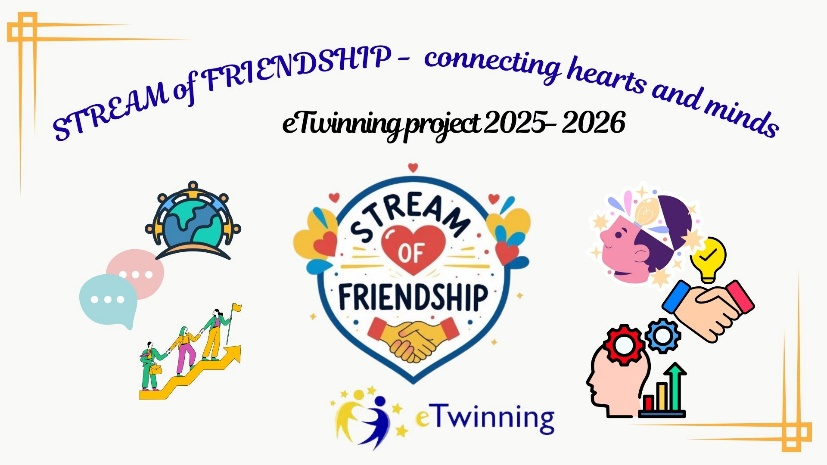 STREAM of FRIENDSHIP - connecting hearts and minds
eTwinning project 2025- 2026
STREAM
OF
FRIENDSHIP
eTwinning